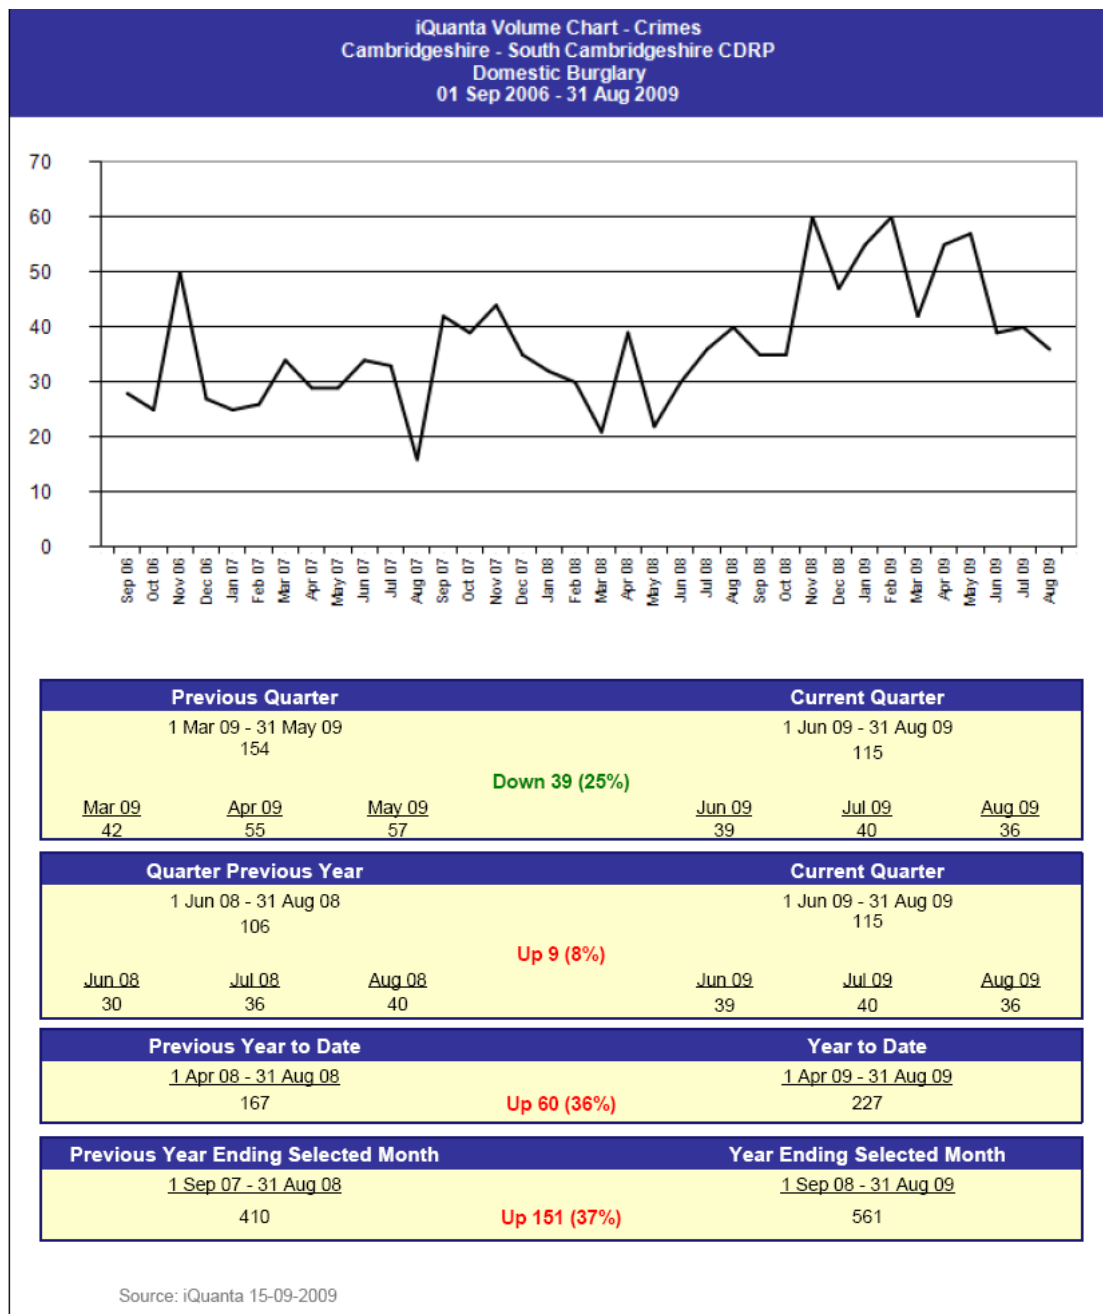 iQuanta Volume Chart - Crimes
Cambridgeshire - South Cambridgeshire CDRP
Domestic Burglary
01 Sep 2006 - 31 Aug 2009
70
60
50
40
30
20
10
0
Sep 06 Oct 06 Nov 06 Dec 06 Jan 07 Feb 07 Mar 07 Apr 07 May 07 Jun 07 Jul 07 Aug 07 Sep 07 Oct 07 Nov 07 Dec 07 Jan 08 Feb 08 Mar 08 Apr 08 May 08 Jun 08 Jul 08 Aug 08 Sep 08 Oct 08 Nov 08 Dec 08 Jan 09 Feb 09 Mar 09 Apr 09 May 09 Jun 09 Jul 09 Aug 09
Previous Quarter Current Quarter
1 Mar 09 - 31 May 09 1 Jun 09 - 31 Aug 09
154 115
Down 39 (25%)
Mar 09 Apr 09 May 09 Jun 09 Jul 09 Aug 09
42 55 57 39 40 36
Quarter Previous Year Current Quarter
1 Jun 08 - 31 Aug 08 1 Jun 09 - 31 Aug 09
106 115
Up 9 (8%)
Jun 08 Jul 08 Aug 08 Jun 09 Jul 09 Aug 09
30 36 40 39 40 36
Previous Year to Date Year to Date
1 Apr 08 - 31 Aug 08 1 Apr 09 - 31 Aug 09
167 Up 60 (36%) 227
Previous Year Ending Selected Month Year Ending Selected Month
1 Sep 07 - 31 Aug 08 1 Sep 08 - 31 Aug 09
410 Up 151 (37%) 561
Source: iQuanta 15-09-2009